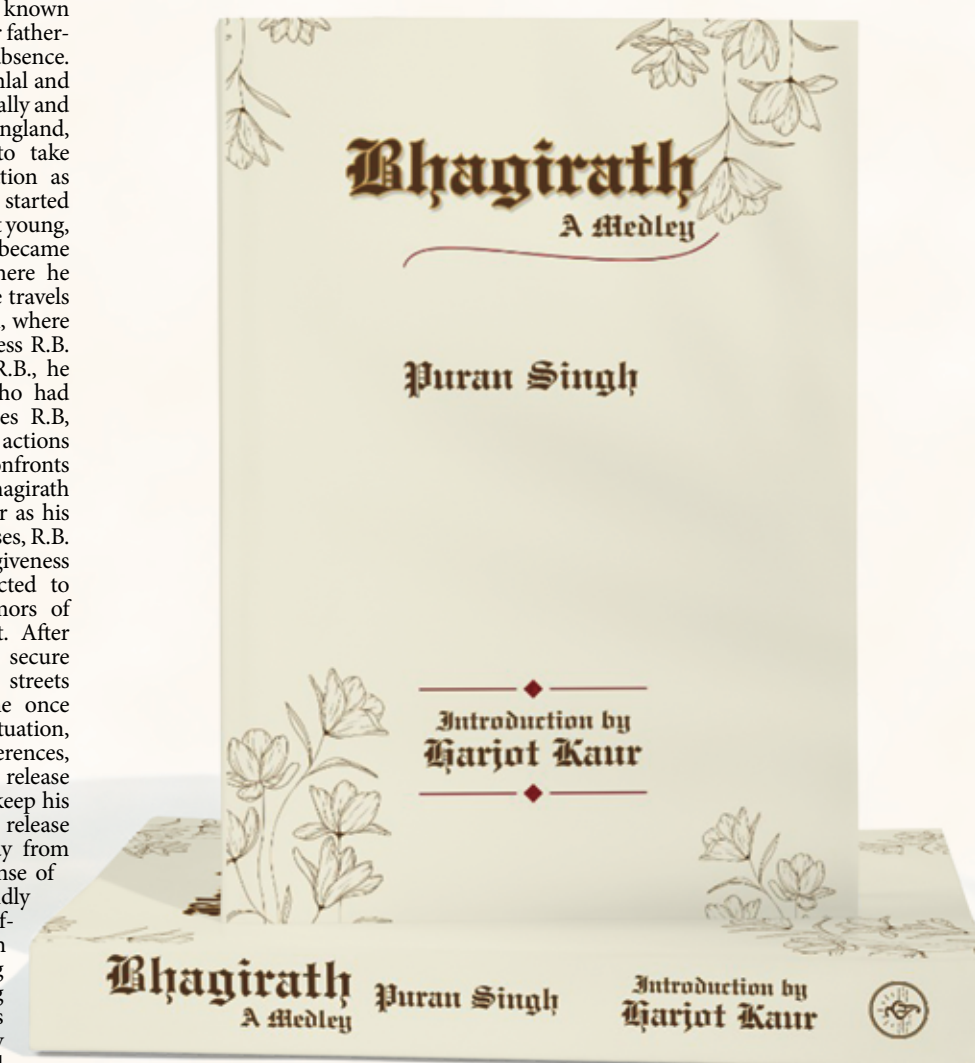 known
father-
bsence.
nlal and
ally and
ngland,
to take
tion as
started
young,
became
here he
travels
, where
ess R.B.
R.B., he
ho had
es R.B,
actions
onfronts
hagirath
r as his
ses, R.B.
giveness
cted to
mors of
t. After
secure
streets
e once
tuation,
erences,
release
keep his
release
y from
nse of
dly
f-
n
g
g
s
y
Bhagirath
A Medley
Puran Singh
Introduction by
Harjot Kaur
Bhagirath
A Medley
Puran Singh
Introduction by
Harjot Kaur